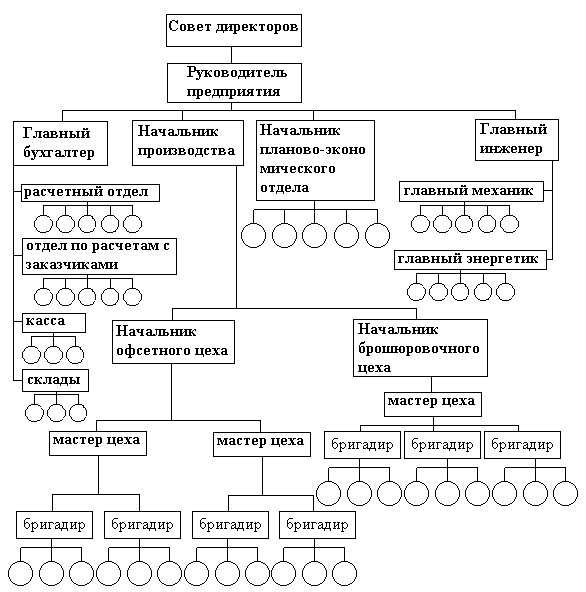 Совет директоров
Руководитель
предприятия
Главный
бухгалтер
Начальник
производства
Начальник
планово-эконо
мического
отдела
Главный
инженер
расчетный отдел
главный механик
отдел по расчетам с
заказчиками
главный энергетик
касса
Начальник
офсетного цеха
Начальник
брошюровочного
цеха
склады
мастер цеха
мастер цеха
мастер цеха
бригадир
бригадир
бригадир
бригадир
бригадир
бригадир
бригадир